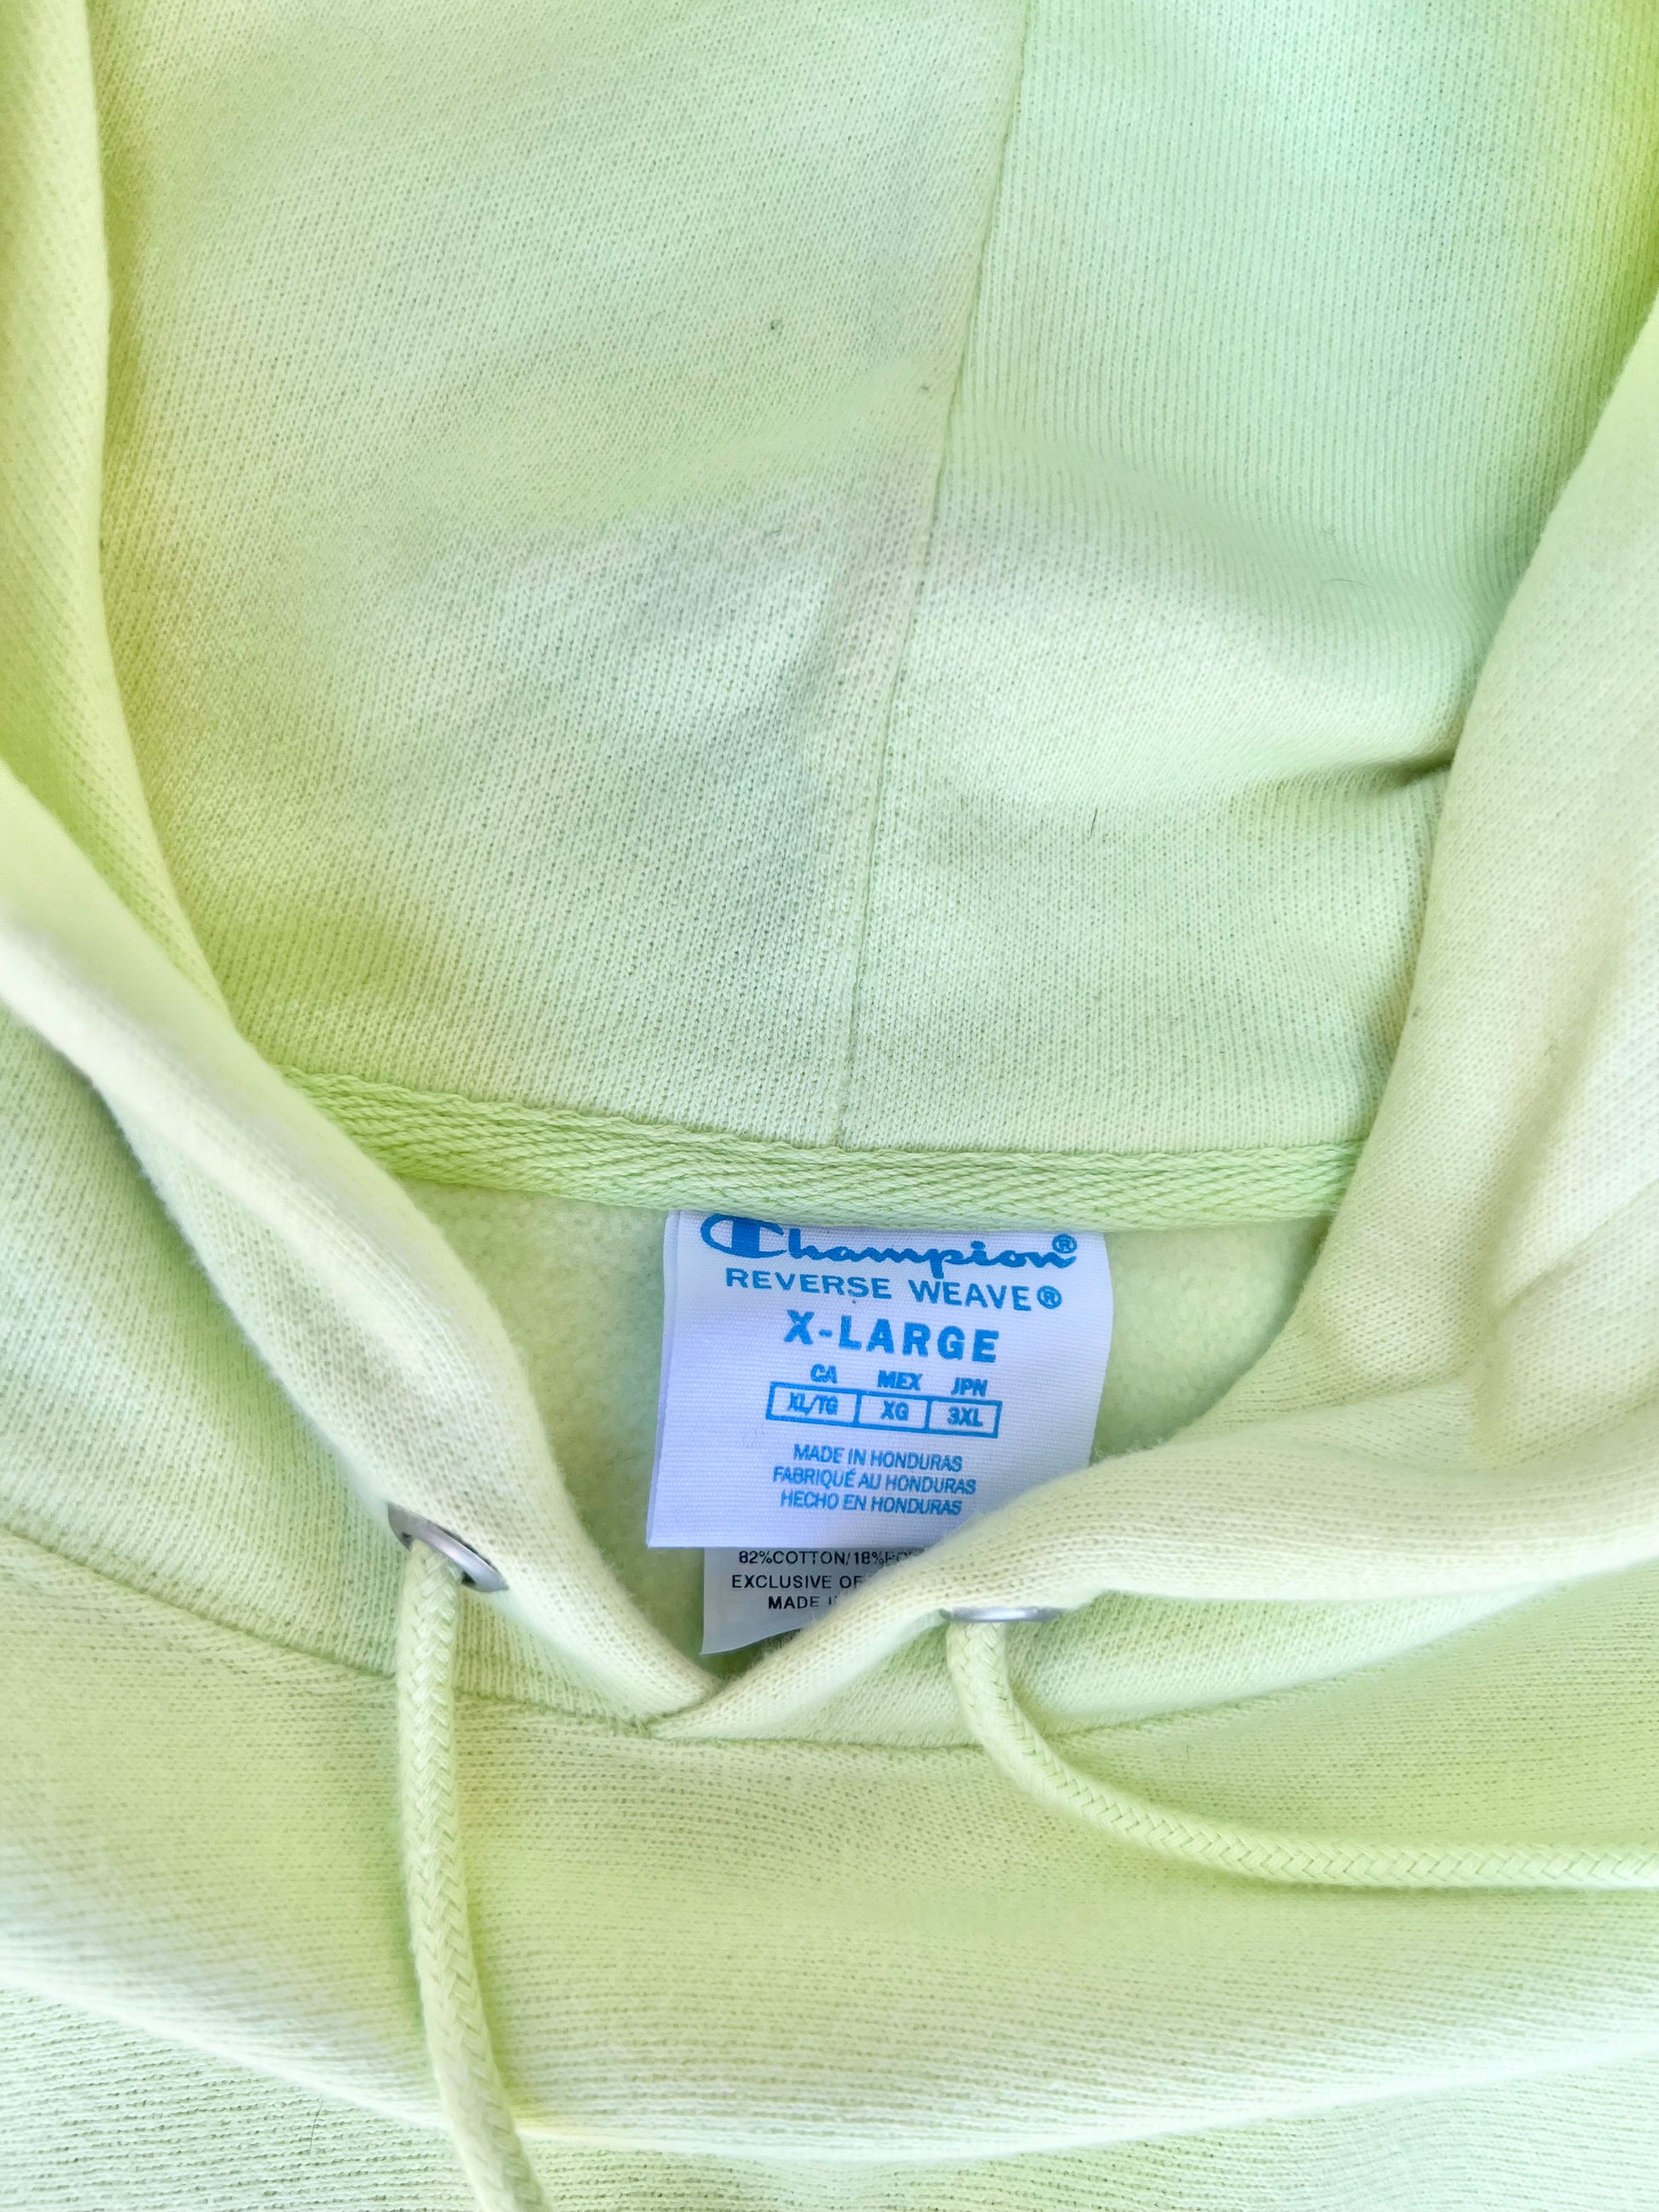 Champion®
REVERSE WEAVE®
X-LARGE
CA MEX JPN
XL/TG XG 3XL
MADE IN HONDURAS
FABRIQUÉ AU HONDURAS
HECHO EN HONDURAS
82%COTTON/18%
EXCLUSIVE OF
MADE